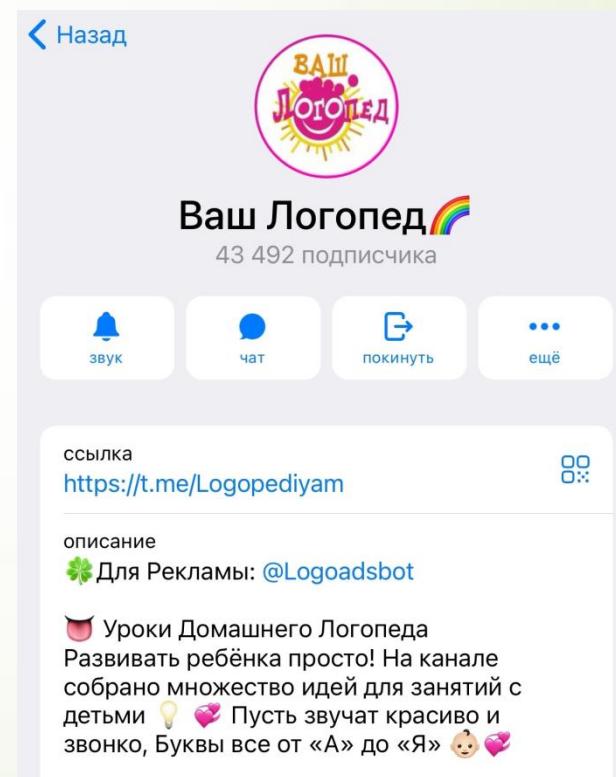 Назад
ВАШ
ЛОГОПЕД
Ваш Логопед🌈
43 492 подписчика
звук
чат
покинуть
ещё
ссылка
https://t.me/Logopediyam
описание
🍀Для Рекламы: @Logoadsbot
👅 Уроки Домашнего Логопеда
Развивать ребёнка просто! На канале
собрано множество идей для занятий с
детьми 💡 💞 Пусть звучат красиво и
звонко, Буквы все от «А» до «Я» 👶🏻💞